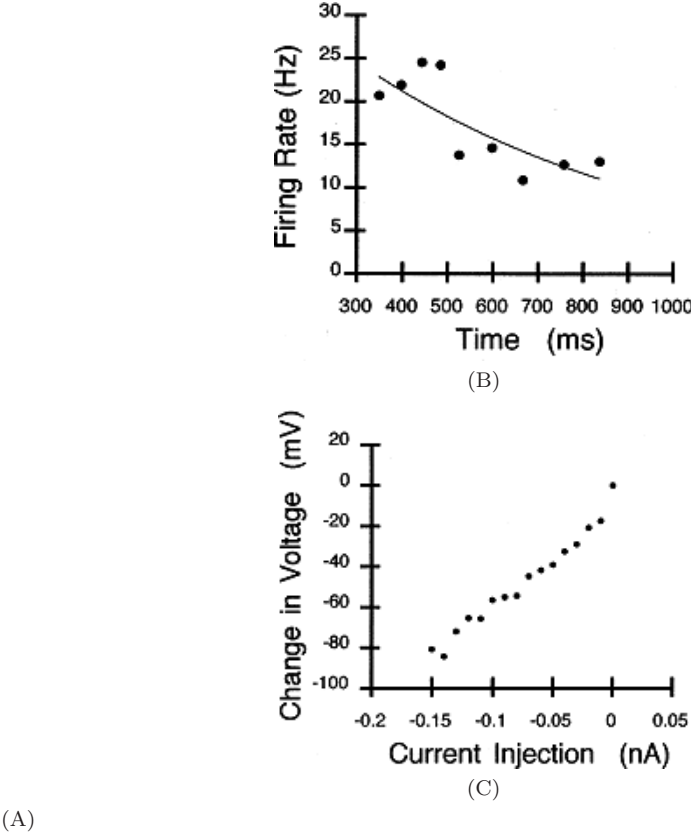 30
25
20
15
10
5
0
Firing Rate (Hz)
300 400 500 600 700 800 900 1000
Time (ms)
(B)
20
0
-20
-40
-60
-80
-100
Change in Voltage (mV)
-0.2 -0.15 -0.1 -0.05 0 0.05
Current Injection (nA)
(C)
(A)